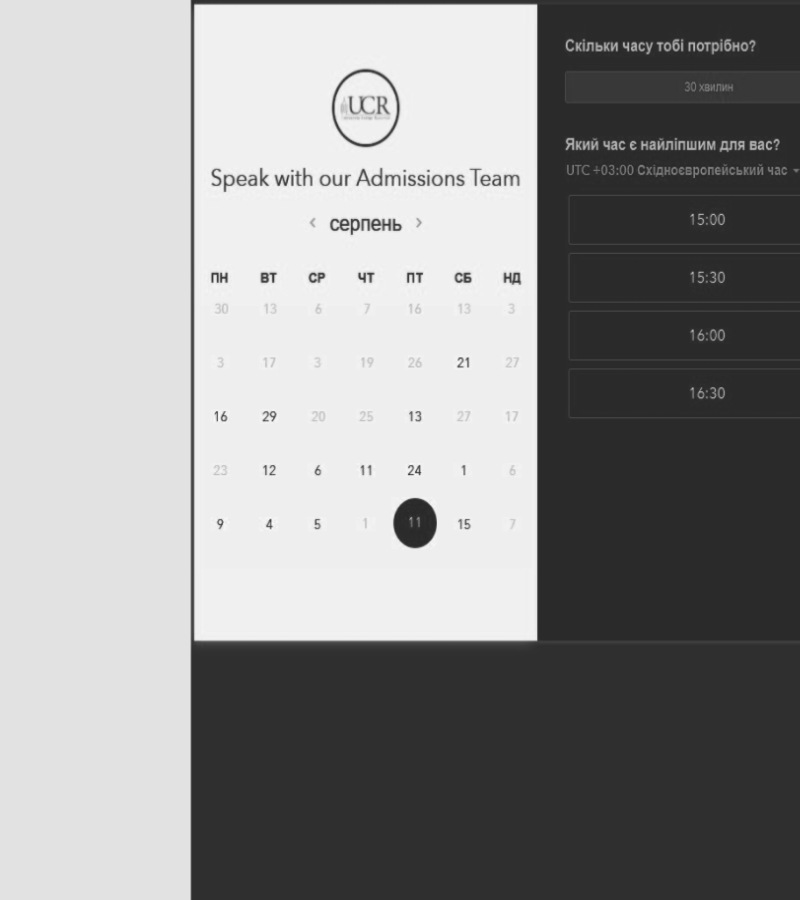 UCR
Speak with our Admissions Team
‹ серпень ›
ПН ВТ СР ЧТ ПТ СБ НД
30 13 6 7 16 13 3
3 17 3 19 26 21 27
16 29 20 25 13 27 17
23 12 6 11 24 1 6
9 4 5 1 11 15 7
Скільки часу тобі потрібно?
30 хвилин
Який час є найліпшим для вас?
UTC +03:00 Східноєвропейський час
15:00
15:30
16:00
16:30